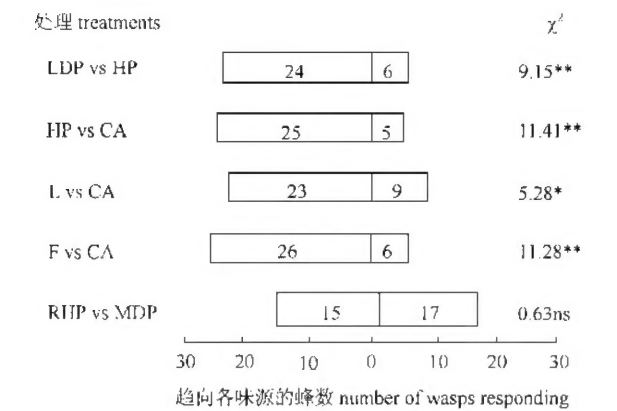 处理 treatments χ²
LDP vs HP 24 6 9.15**
HP vs CA 25 5 11.41**
L vs CA 23 9 5.28*
F vs CA 26 6 11.28**
RHP vs MDP 15 17 0.63ns
30 20 10 0 10 20 30
趋向各味源的蜂数 number of wasps responding